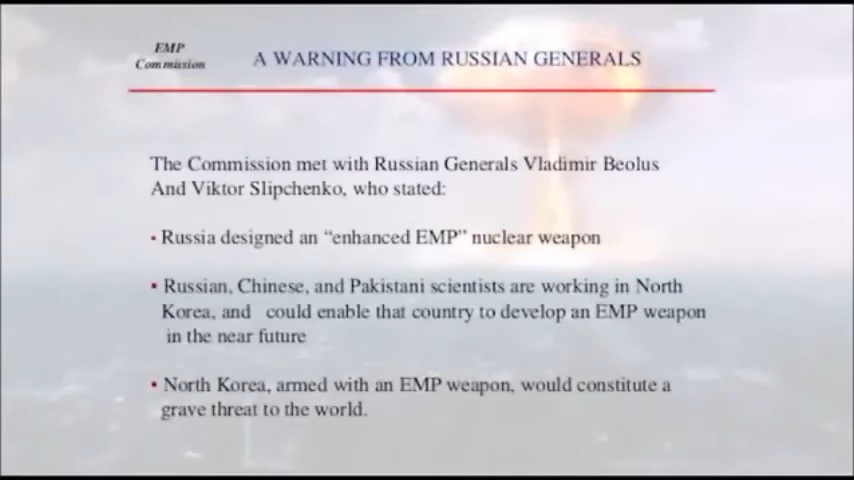 EMP
Commission
A WARNING FROM RUSSIAN GENERALS
The Commission met with Russian Generals Vladimir Beolus
And Viktor Slipchenko, who stated:
▪ Russia designed an “enhanced EMP” nuclear weapon
▪ Russian, Chinese, and Pakistani scientists are working in North
Korea, and could enable that country to develop an EMP weapon
in the near future
▪ North Korea, armed with an EMP weapon, would constitute a
grave threat to the world.